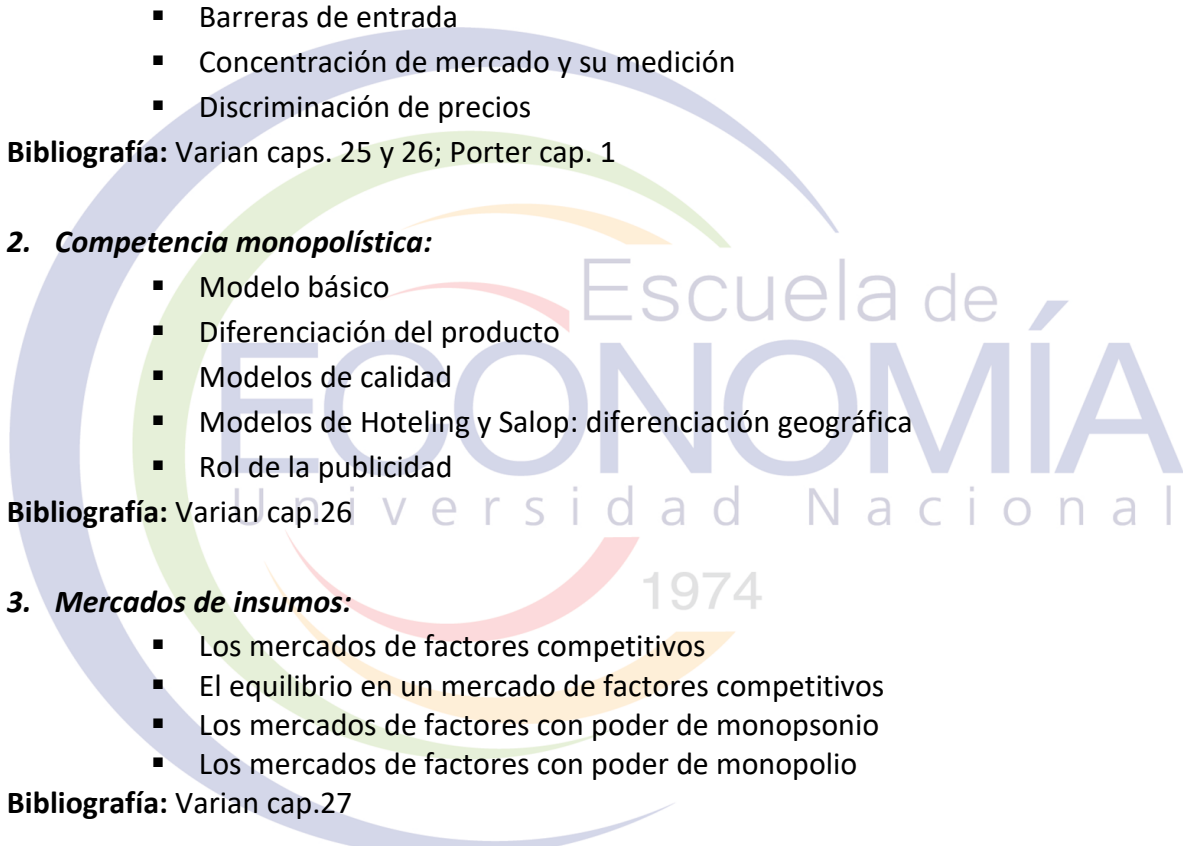 ▪ Barreras de entrada
▪ Concentración de mercado y su medición
▪ Discriminación de precios
Bibliografía: Varian caps. 25 y 26; Porter cap. 1
2. Competencia monopolística:
▪ Modelo básico
▪ Diferenciación del producto
▪ Modelos de calidad
▪ Modelos de Hoteling y Salop: diferenciación geográfica
▪ Rol de la publicidad
Bibliografía: Varian cap.26
3. Mercados de insumos:
▪ Los mercados de factores competitivos
▪ El equilibrio en un mercado de factores competitivos
▪ Los mercados de factores con poder de monopsonio
▪ Los mercados de factores con poder de monopolio
Bibliografía: Varian cap.27
Escuela de
ECONOMÍA
Universidad Nacional
1974